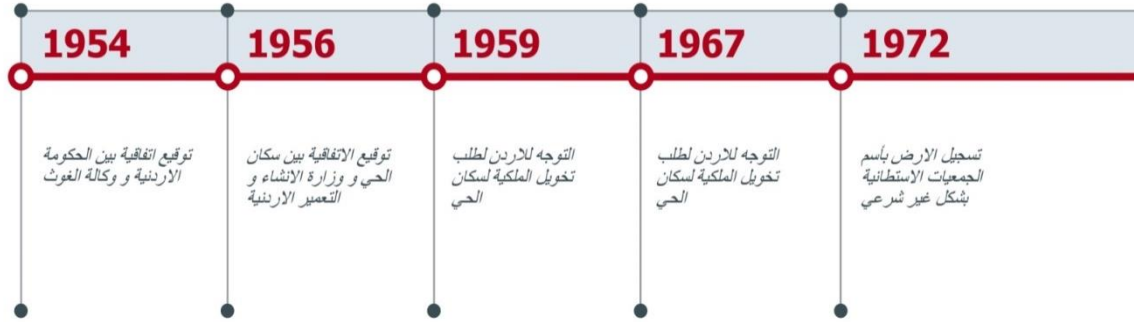 1954
توقيع اتفاقية بين الحكومة
الاردنية و وكالة الغوث
1956
توقيع الاتفاقية بين سكان
الحي و وزارة الانشاء و
التعمير الاردنية
1959
التوجه للاردن لطلب
تخويل الملكية لسكان
الحي
1967
التوجه للاردن لطلب
تخويل الملكية لسكان
الحي
1972
تسجيل الارض بأسم
الجمعيات الاستطانية
بشكل غير شرعي